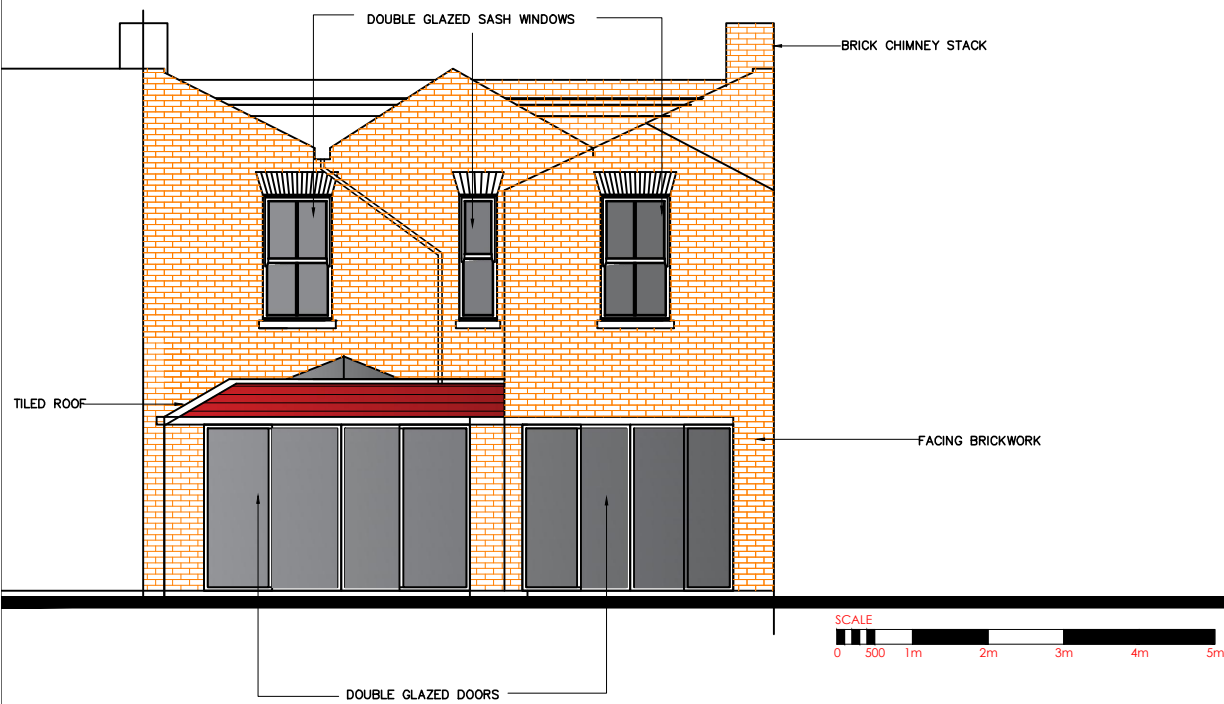 DOUBLE GLAZED SASH WINDOWS
BRICK CHIMNEY STACK
TILED ROOF
FACING BRICKWORK
SCALE
0 500 1m 2m 3m 4m 5m
DOUBLE GLAZED DOORS